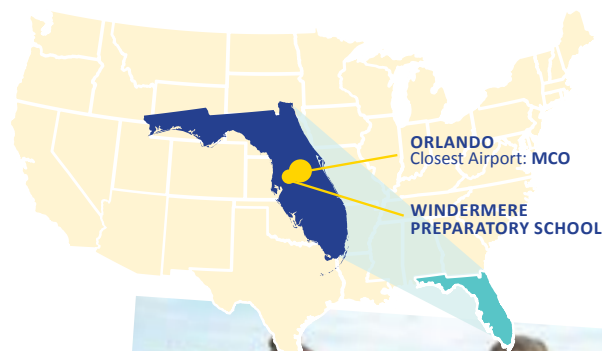 ORLANDO
Closest Airport: MCO
WINDERMERE
PREPARATORY SCHOOL